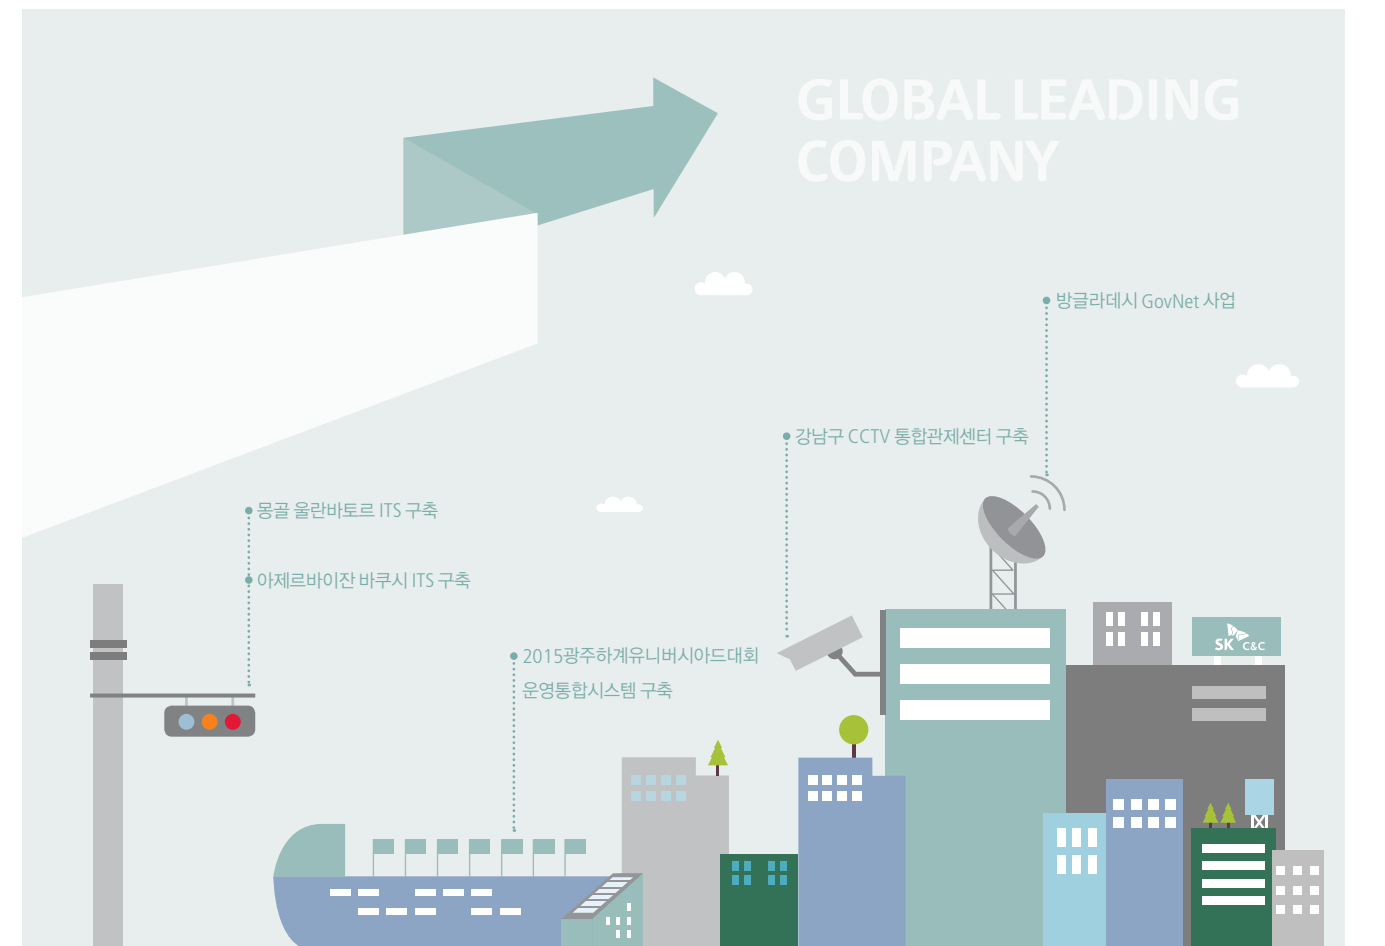 GLOBAL LEADING
COMPANY
방글라데시 GovNet 사업
강남구 CCTV 통합관제센터 구축
몽골 울란바토르 ITS 구축
아제르바이잔 바쿠시 ITS 구축
2015광주하계유니버시아드대회
운영통합시스템 구축
SK C&C